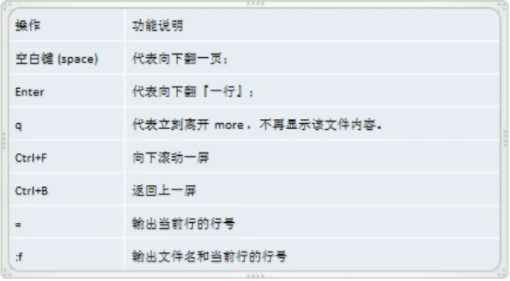 操作 功能说明
空白键 (space) 代表向下翻一页；
Enter 代表向下翻『一行』；
q 代表立刻离开 more ，不再显示该文件内容。
Ctrl+F 向下滚动一屏
Ctrl+B 返回上一屏
= 输出当前行的行号
:f 输出文件名和当前行的行号